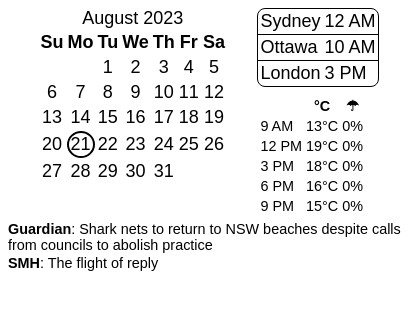 August 2023
Su Mo Tu We Th Fr Sa
1 2 3 4 5
6 7 8 9 10 11 12
13 14 15 16 17 18 19
20 21 22 23 24 25 26
27 28 29 30 31
Sydney 12 AM
Ottawa 10 AM
London 3 PM
°C ☂
9 AM 13°C 0%
12 PM 19°C 0%
3 PM 18°C 0%
6 PM 16°C 0%
9 PM 15°C 0%
Guardian: Shark nets to return to NSW beaches despite calls
from councils to abolish practice
SMH: The flight of reply